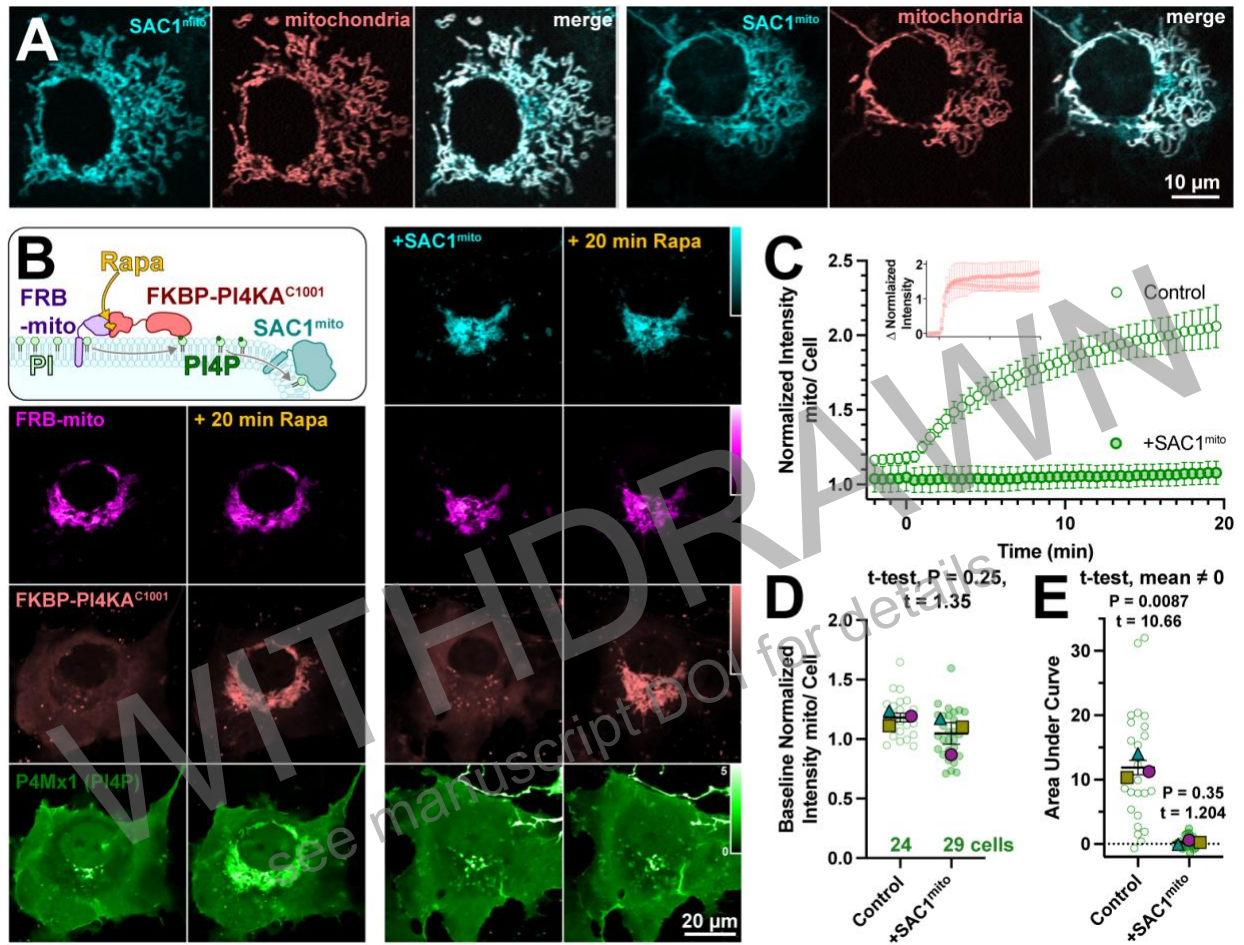 A
SAC1mito
mitochondria
merge
SAC1mito
mitochondria
merge
10 µm
B
Rapa
FRB
-mito
FKBP-PI4KAC1001
SAC1mito
PI
PI4P
+SAC1mito
+ 20 min Rapa
FRB-mito
+ 20 min Rapa
FKBP-PI4KAC1001
P4Mx1 (PI4P)
5
0
20 µm
C
Normalized Intensity
mito/ Cell
2.5
2.0
1.5
1.0
0
10
20
Time (min)
Δ Normlaized
Intensity
2
1
0
Control
+SAC1mito
D
t-test, P = 0.25,
t = 1.35
Baseline Normalized
Intensity mito/ Cell
2.0
1.5
1.0
0.5
0.0
24
29 cells
Control
+SAC1mito
E
t-test, mean ≠ 0
P = 0.0087
t = 10.66
Area Under Curve
30
20
10
0
P = 0.35
t = 1.204
Control
+SAC1mito
WITHDRAWN
see manuscript DOI for details